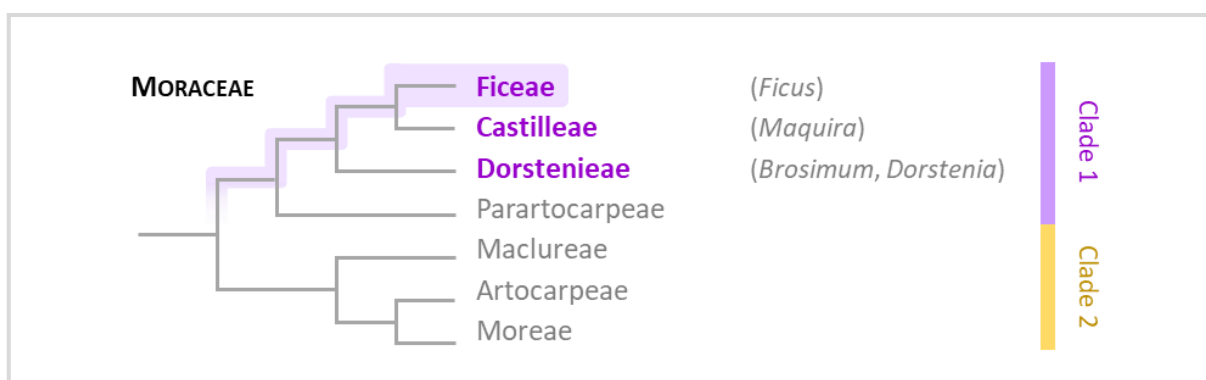 MORACEAE
Ficeae (Ficus)
Castilleae (Maquira)
Dorstenieae (Brosimum, Dorstenia)
Parartocarpeae
Maclureae
Artocarpeae
Moreae
Clade 1
Clade 2